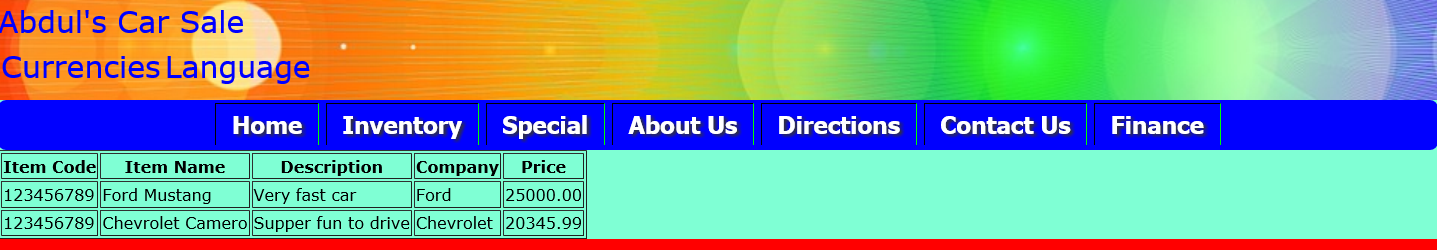 Abdul's Car Sale
Currencies Language
Home Inventory Special About Us Directions Contact Us Finance
Item Code Item Name Description Company Price
123456789 Ford Mustang Very fast car Ford 25000.00
123456789 Chevrolet Camero Supper fun to drive Chevrolet 20345.99